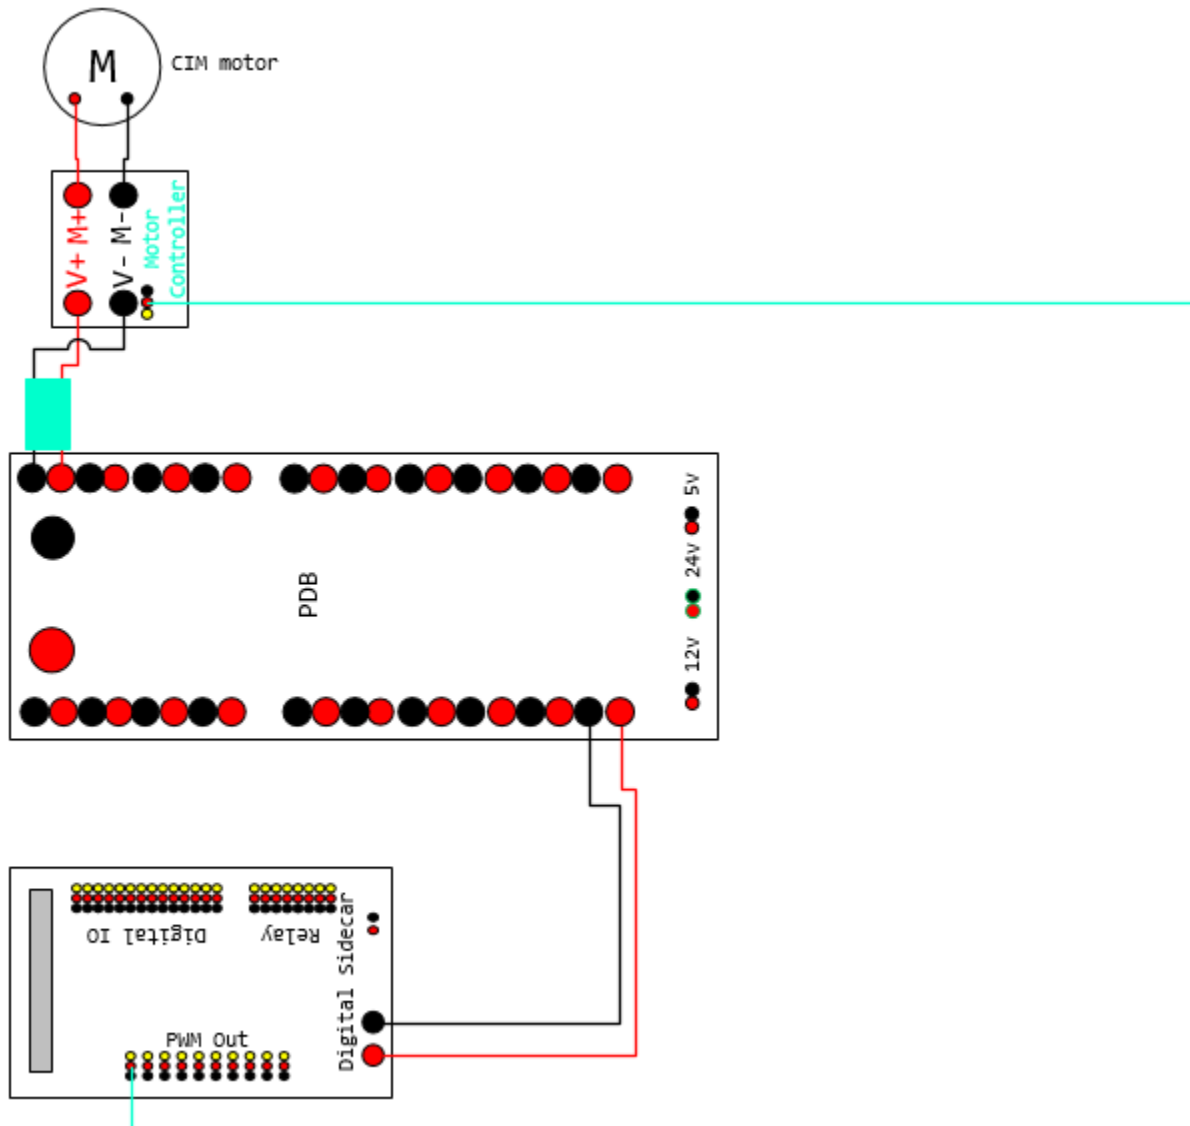 M
CIM motor
V+ M+
V- M-
Motor
Controller
5v
24v
12v
PDB
Digital IO
Relay
Digital Sidecar
PWM Out